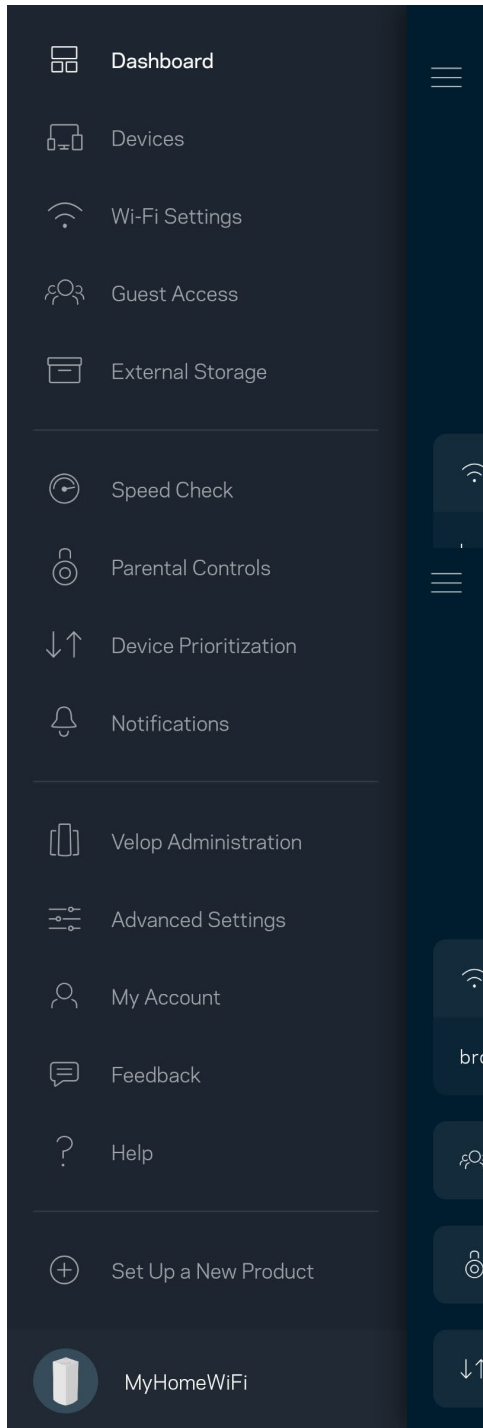 Dashboard
Devices
Wi-Fi Settings
Guest Access
External Storage
Speed Check
Parental Controls
Device Prioritization
Notifications
Velop Administration
Advanced Settings
My Account
Feedback
Help
Set Up a New Product
MyHomeWiFi